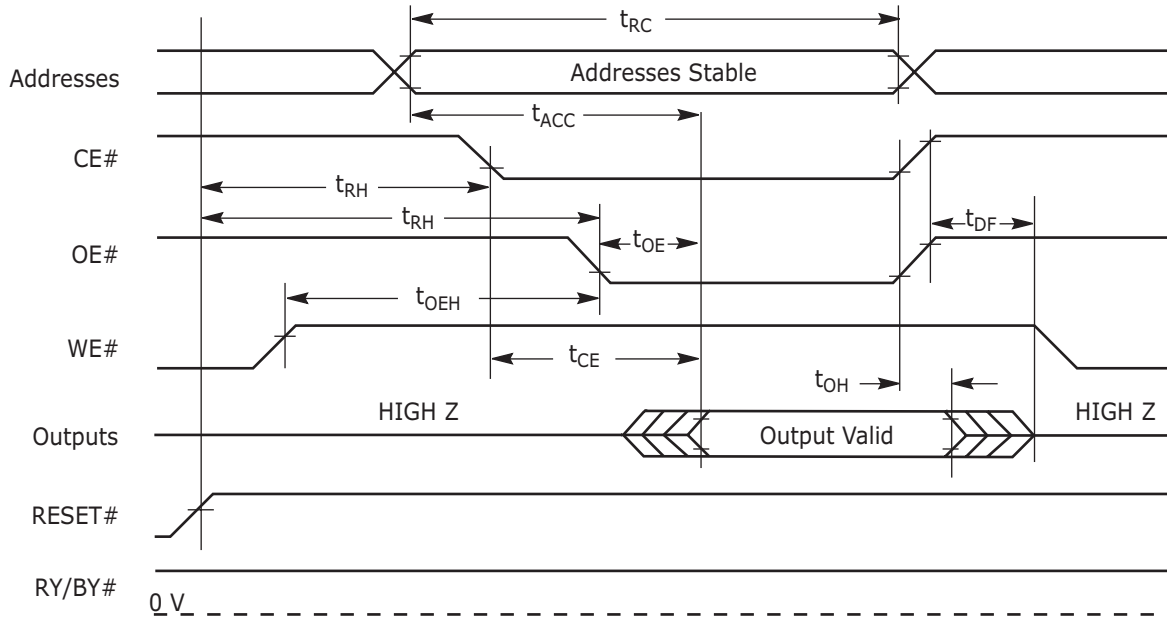 tRC
Addresses
Addresses Stable
tACC
CE#
tRH
tRH
tDF
OE#
tOE
tOEH
WE#
tCE
tOH
HIGH Z
HIGH Z
Outputs
Output Valid
RESET#
RY/BY#
0 V